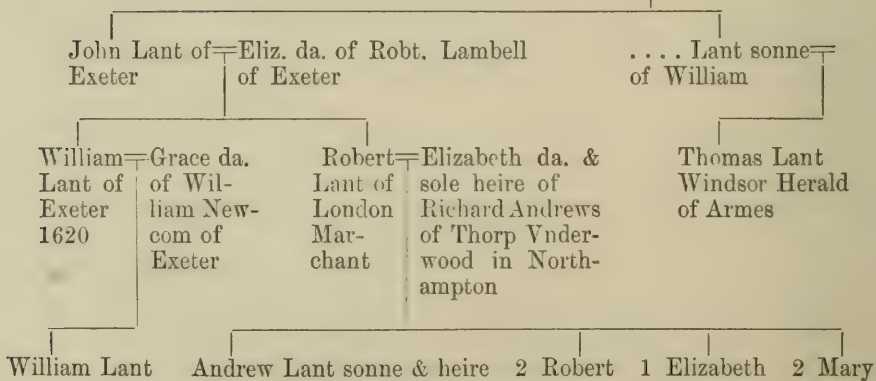 John Lant of Eliz. da. of Robt. Lambell
Exeter of Exeter
. . . . Lant sonne
of William
William
Lant of
Exeter
1620
Grace da.
of Wil-
liam New-
com of
Exeter
Robert
Lant of
London
Mar-
chant
Elizabeth da. &
sole heire of
Richard Andrews
of Thorp Vnder-
wood in North-
ampton
Thomas Lant
Windsor Herald
of Armes
William Lant Andrew Lant sonne & heire 2 Robert 1 Elizabeth 2 Mary